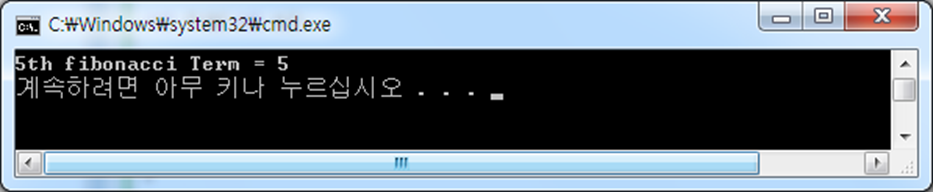 C:₩Windows₩system32₩cmd.exe
5th fibonacci Term = 5
계속하려면 아무 키나 누르십시오 . . .